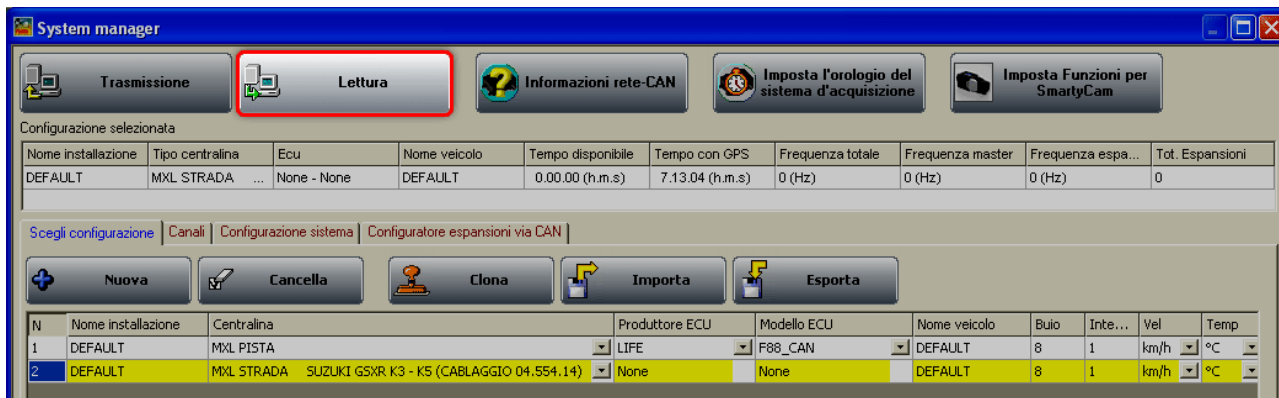 System manager
Trasmissione
Lettura
Informazioni rete-CAN
Imposta l'orologio del
sistema d'acquisizione
Imposta Funzioni per
SmartyCam
Configurazione selezionata
Nome installazione Tipo centralina Ecu Nome veicolo Tempo disponibile Tempo con GPS Frequenza totale Frequenza master Frequenza espa... Tot. Espansioni
DEFAULT MXL STRADA ... None - None DEFAULT 0.00.00 (h.m.s) 7.13.04 (h.m.s) 0 (Hz) 0 (Hz) 0 (Hz) 0
Scegli configurazione Canali Configurazione sistema Configuratore espansioni via CAN
Nuova Cancella Clona Importa Esporta
N Nome installazione Centralina Produttore ECU Modello ECU Nome veicolo Buio Inte... Vel Temp
1 DEFAULT MXL PISTA LIFE F88_CAN DEFAULT 8 1 km/h °C
2 DEFAULT MXL STRADA SUZUKI GSXR K3 - K5 (CABLAGGIO 04.554.14) None None DEFAULT 8 1 km/h °C